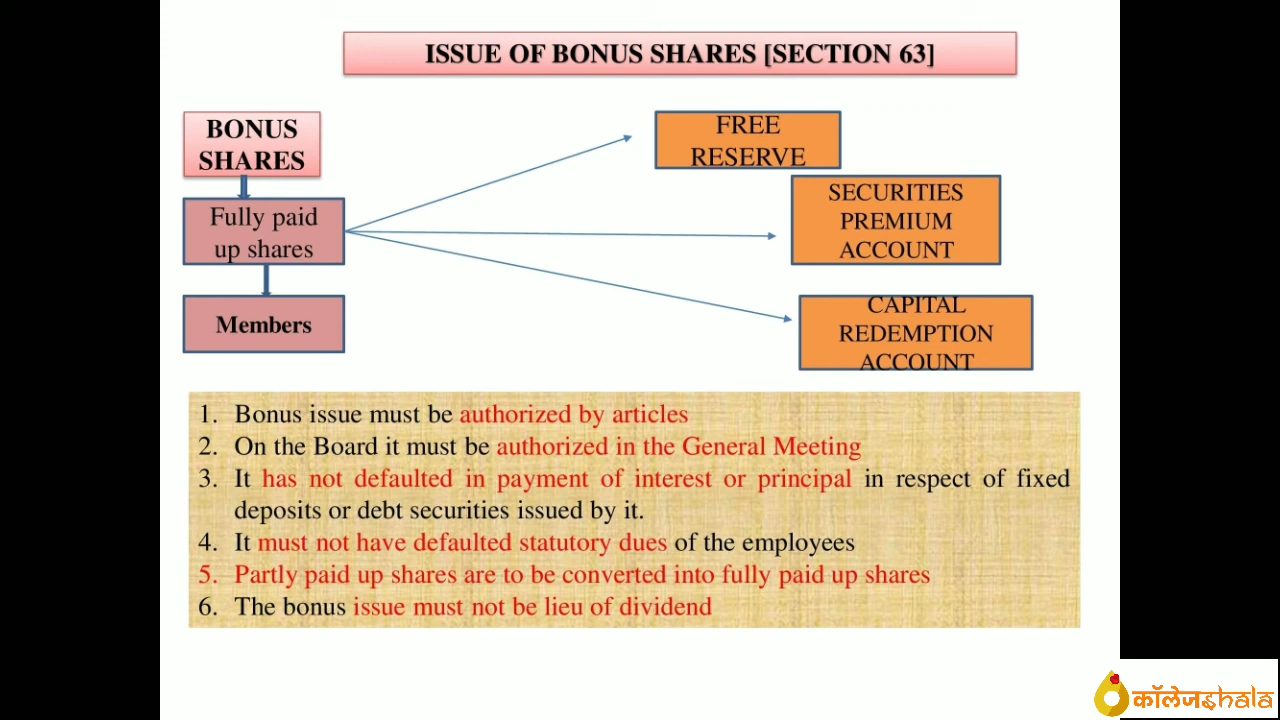 ISSUE OF BONUS SHARES [SECTION 63]
BONUS
SHARES
Fully paid
up shares
Members
FREE
RESERVE
SECURITIES
PREMIUM
ACCOUNT
CAPITAL
REDEMPTION
ACCOUNT
1. Bonus issue must be authorized by articles
2. On the Board it must be authorized in the General Meeting
3. It has not defaulted in payment of interest or principal in respect of fixed
deposits or debt securities issued by it.
4. It must not have defaulted statutory dues of the employees
5. Partly paid up shares are to be converted into fully paid up shares
6. The bonus issue must not be lieu of dividend
कॉलेजshala